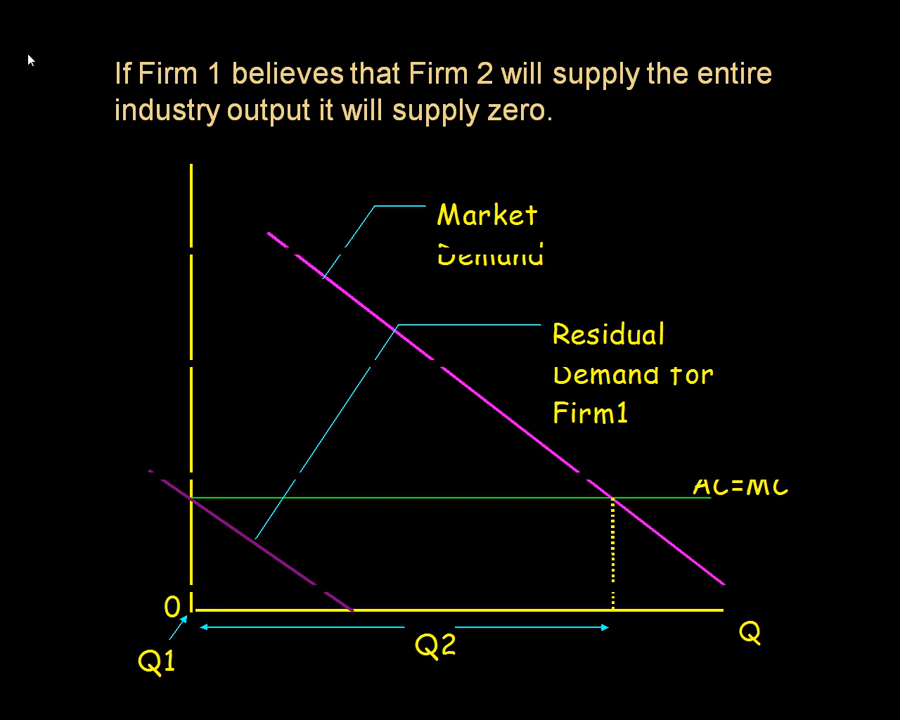 If Firm 1 believes that Firm 2 will supply the entire
industry output it will supply zero.
Market
Demand
Residual
Demand for
Firm1
AC=MC
0
Q
Q1
Q2